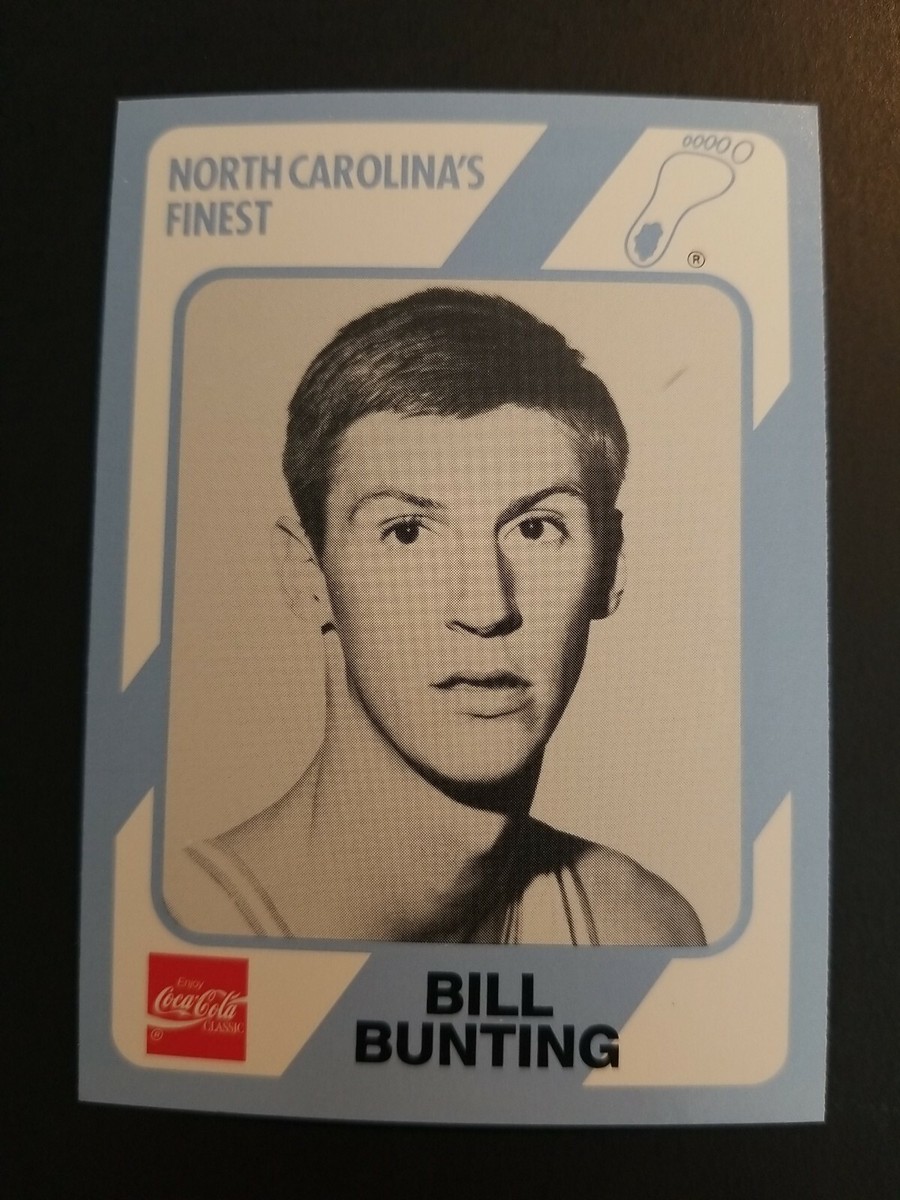 NORTH CAROLINA'S
FINEST
®
Enjoy
Coca-Cola
CLASSIC
®
BILL
BUNTING